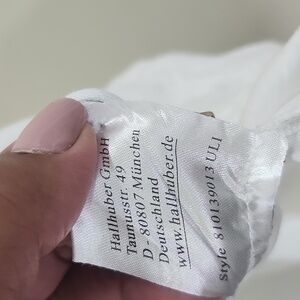 Hallhuber GmbH
Taunusstr. 49
D - 80807 München
Deutschland
www.hallhuber.de
Style 810139013 ULI